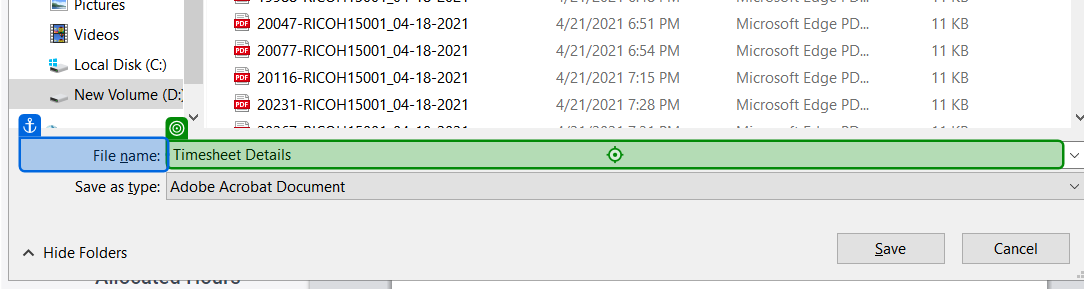 Pictures
Videos
Local Disk (C:)
New Volume (D:
20047-RICOH15001_04-18-2021 4/21/2021 6:51 PM Microsoft Edge PD... 11 KB
20077-RICOH15001_04-18-2021 4/21/2021 6:54 PM Microsoft Edge PD... 11 KB
20116-RICOH15001_04-18-2021 4/21/2021 7:15 PM Microsoft Edge PD... 11 KB
20231-RICOH15001_04-18-2021 4/21/2021 7:28 PM Microsoft Edge PD... 11 KB
File name: Timesheet Details
Save as type: Adobe Acrobat Document
Hide Folders
Save
Cancel
Allocated Hours